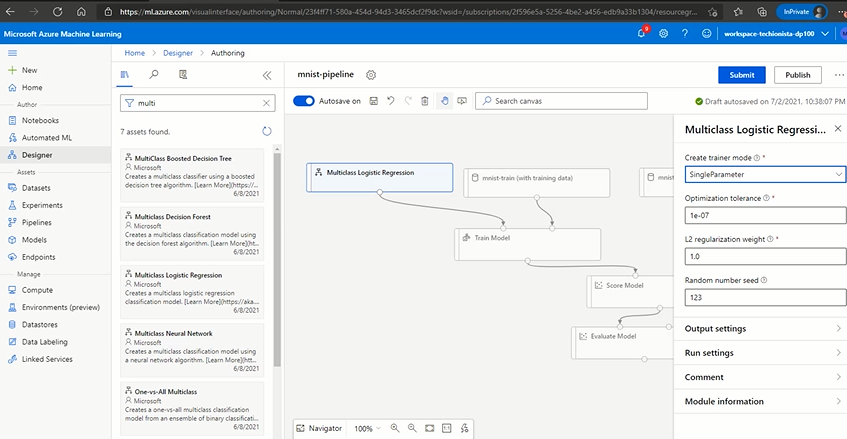 https://ml.azure.com/visualinterface/authoring/Normal/23f4ff71-580a-454d-94d3-3465dcf2f9dc?wsid=/subscriptions/2f596e5a-5256-4be2-a456-edb9a33b1304/resourcegr...
InPrivate
Microsoft Azure Machine Learning
workspace-techionista-dp100
Home > Designer > Authoring
New
Home
Author
Notebooks
Automated ML
Designer
Assets
Datasets
Experiments
Pipelines
Models
Endpoints
Manage
Compute
Environments (preview)
Datastores
Data Labeling
Linked Services
multi
7 assets found.
MultiClass Boosted Decision Tree
Microsoft
Creates a multiclass classifier using a boosted
decision tree algorithm. [Learn More](https://...
6/8/2021
Multiclass Decision Forest
Microsoft
Creates a multiclass classification model using
the decision forest algorithm. [Learn More](ht...
6/8/2021
Multiclass Logistic Regression
Microsoft
Creates a multiclass logistic regression
classification model. [Learn More](https://aka...
6/8/2021
Multiclass Neural Network
Microsoft
Creates a multiclass classification model using
a neural network algorithm. [Learn More](htt...
6/8/2021
One-vs-All Multiclass
Microsoft
Creates a one-vs-all multiclass classification
model from an ensemble of binary classificat...
6/8/2021
mnist-pipeline
Submit
Publish
Autosave on
Search canvas
Draft autosaved on 7/2/2021, 10:38:07 PM
Multiclass Logistic Regression
mnist-train (with training data)
mnist
Train Model
Score Model
Evaluate Model
Navigator
100%
Multiclass Logistic Regressi...
Create trainer mode *
SingleParameter
Optimization tolerance *
1e-07
L2 regularization weight *
1.0
Random number seed
123
Output settings
Run settings
Comment
Module information